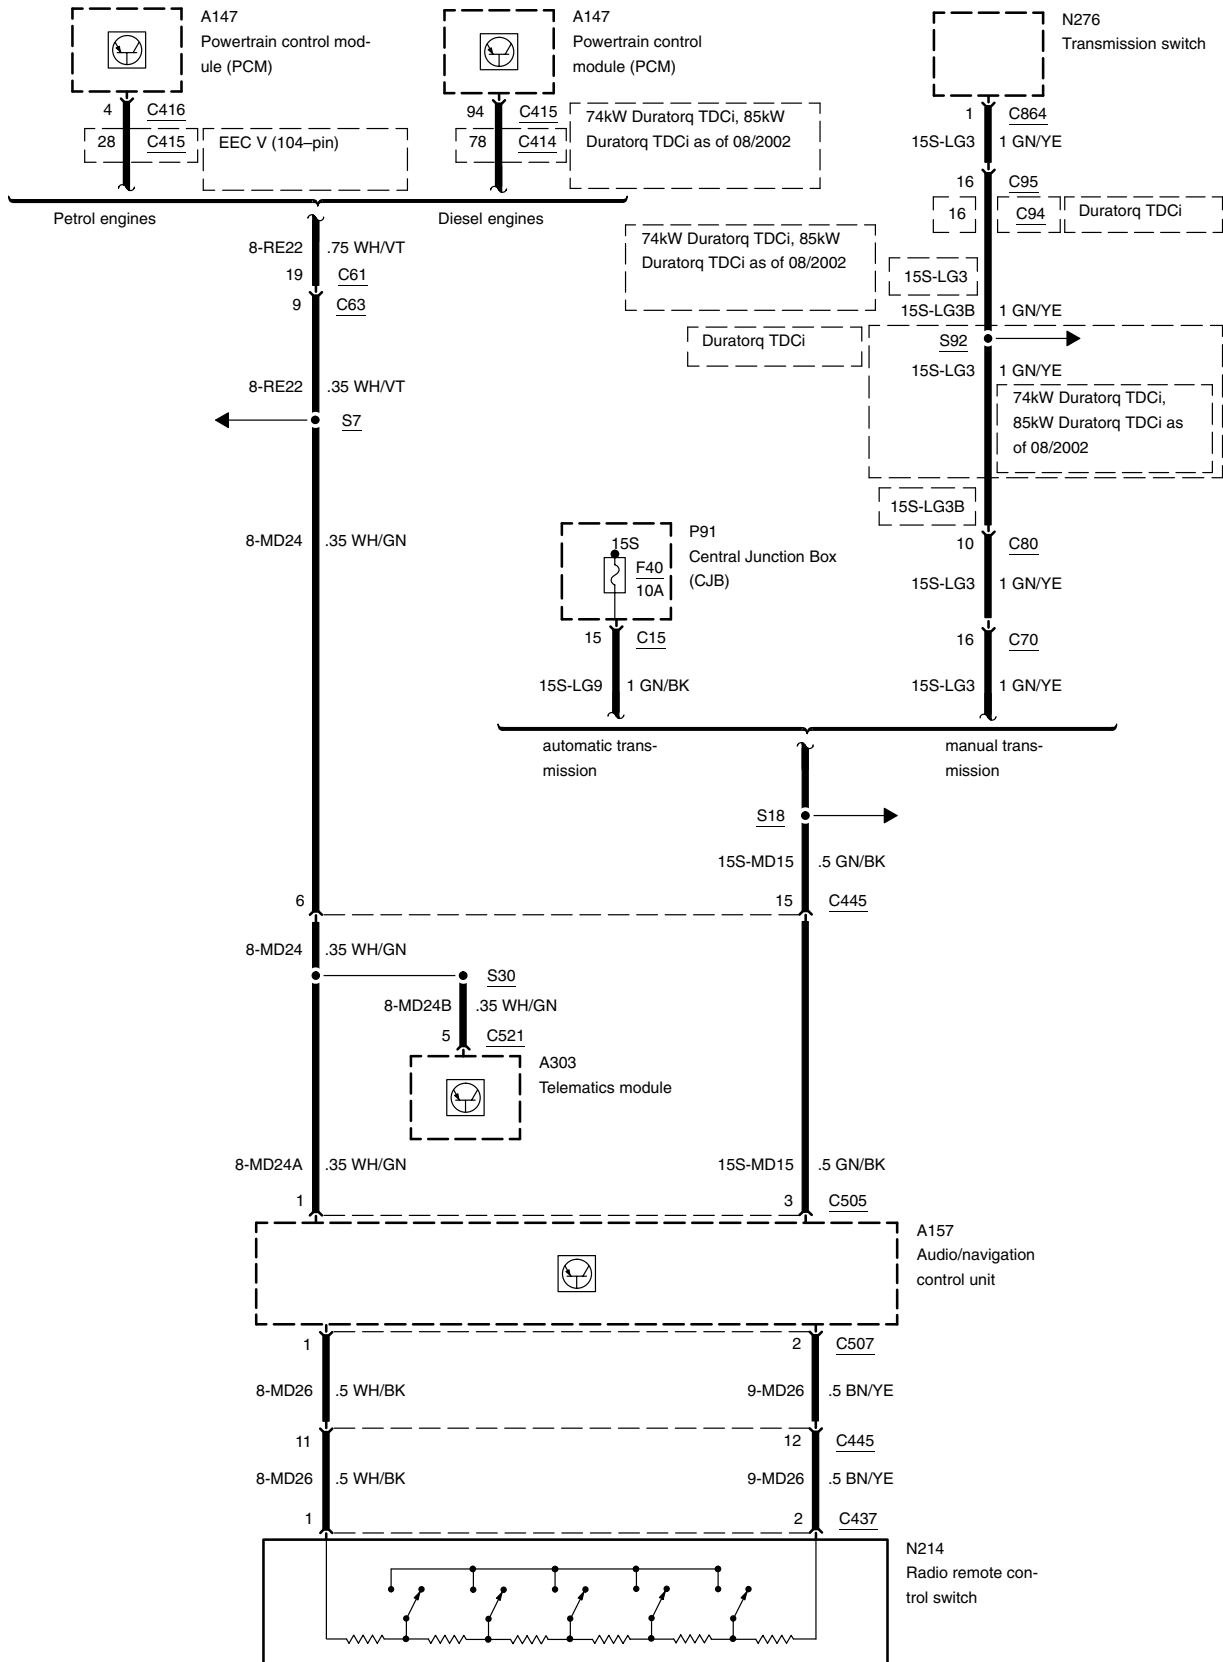 A147
Powertrain control mod-
ule (PCM)
4 C416
28 C415
EEC V (104–pin)
A147
Powertrain control
module (PCM)
94 C415
78 C414
74kW Duratorq TDCi, 85kW
Duratorq TDCi as of 08/2002
N276
Transmission switch
1 C864
15S-LG3 1 GN/YE
16 C95
16 C94 Duratorq TDCi
Petrol engines
Diesel engines
8-RE22 .75 WH/VT
19 C61
9 C63
74kW Duratorq TDCi, 85kW
Duratorq TDCi as of 08/2002
15S-LG3
15S-LG3B 1 GN/YE
Duratorq TDCi
S92
15S-LG3 1 GN/YE
74kW Duratorq TDCi,
85kW Duratorq TDCi as
of 08/2002
8-RE22 .35 WH/VT
S7
15S-LG3B
8-MD24 .35 WH/GN
P91
Central Junction Box
(CJB)
15S
F40
10A
10 C80
15S-LG3 1 GN/YE
15 C15
16 C70
15S-LG9 1 GN/BK
15S-LG3 1 GN/YE
automatic trans-
mission
manual trans-
mission
S18
15S-MD15 .5 GN/BK
6 15 C445
8-MD24 .35 WH/GN
S30
8-MD24B .35 WH/GN
5 C521
A303
Telematics module
8-MD24A .35 WH/GN
15S-MD15 .5 GN/BK
1 3 C505
A157
Audio/navigation
control unit
1 2 C507
8-MD26 .5 WH/BK
9-MD26 .5 BN/YE
11 12 C445
8-MD26 .5 WH/BK
9-MD26 .5 BN/YE
1 2 C437
N214
Radio remote con-
trol switch